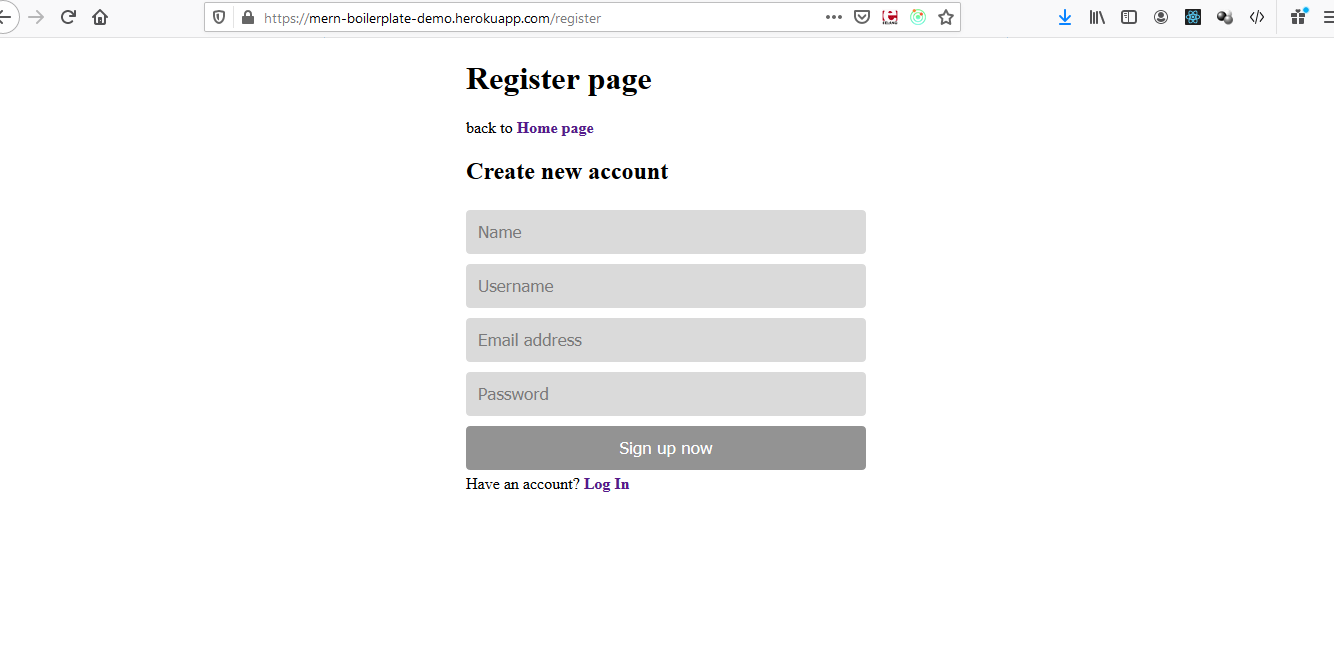 https://mern-boilerplate-demo.herokuapp.com/register
Register page
back to Home page
Create new account
Name
Username
Email address
Password
Sign up now
Have an account? Log In